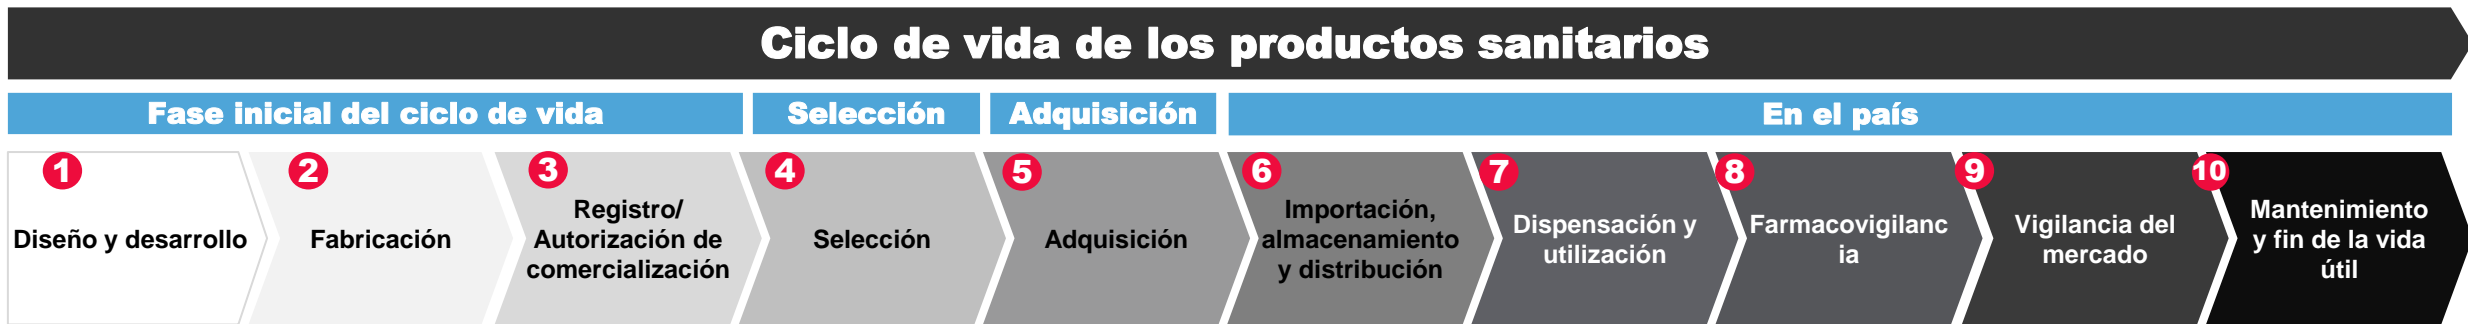 Ciclo de vida de los productos sanitarios
Fase inicial del ciclo de vida
Selección
Adquisición
En el país
1
Diseño y desarrollo
2
Fabricación
3
Registro/
Autorización de
comercialización
4
Selección
5
Adquisición
6
Importación,
almacenamiento
y distribución
7
Dispensación y
utilización
8
Farmacovigilanc
ia
9
Vigilancia del
mercado
10
Mantenimiento
y fin de la vida
útil